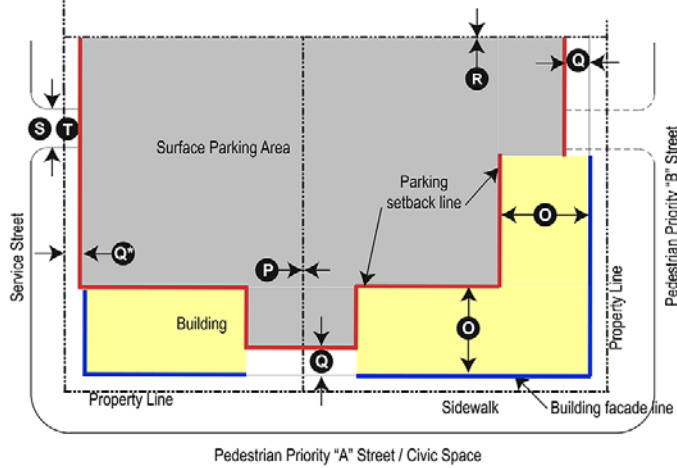 Q
R
S T
Surface Parking Area
Parking
setback line
O
Q*
P
Service Street
Pedestrian Priority "B" Street
Property Line
Building
O
Q
Property Line
Sidewalk
Building facade line
Pedestrian Priority "A" Street / Civic Space